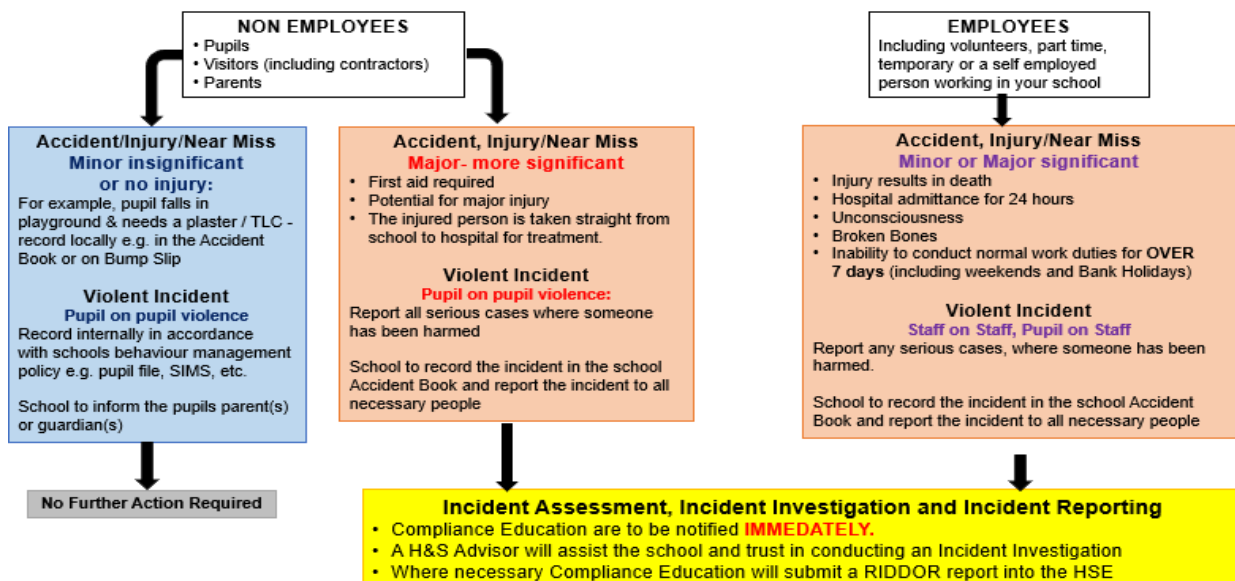 NON EMPLOYEES
• Pupils
• Visitors (including contractors)
• Parents
EMPLOYEES
Including volunteers, part time,
temporary or a self employed
person working in your school
Accident/Injury/Near Miss
Minor insignificant
or no injury:
For example, pupil falls in
playground & needs a plaster / TLC -
record locally e.g. in the Accident
Book or on Bump Slip
Violent Incident
Pupil on pupil violence
Record internally in accordance
with schools behaviour management
policy e.g. pupil file, SIMS, etc.
School to inform the pupils parent(s)
or guardian(s)
No Further Action Required
Accident, Injury/Near Miss
Major- more significant
• First aid required
• Potential for major injury
• The injured person is taken straight from
school to hospital for treatment.
Violent Incident
Pupil on pupil violence:
Report all serious cases where someone
has been harmed
School to record the incident in the school
Accident Book and report the incident to all
necessary people
Accident, Injury/Near Miss
Minor or Major significant
• Injury results in death
• Hospital admittance for 24 hours
• Unconsciousness
• Broken Bones
• Inability to conduct normal work duties for OVER
7 days (including weekends and Bank Holidays)
Violent Incident
Staff on Staff, Pupil on Staff
Report any serious cases, where someone has been
harmed.
School to record the incident in the school Accident
Book and report the incident to all necessary people
Incident Assessment, Incident Investigation and Incident Reporting
• Compliance Education are to be notified IMMEDIATELY.
• A H&S Advisor will assist the school and trust in conducting an Incident Investigation
• Where necessary Compliance Education will submit a RIDDOR report into the HSE